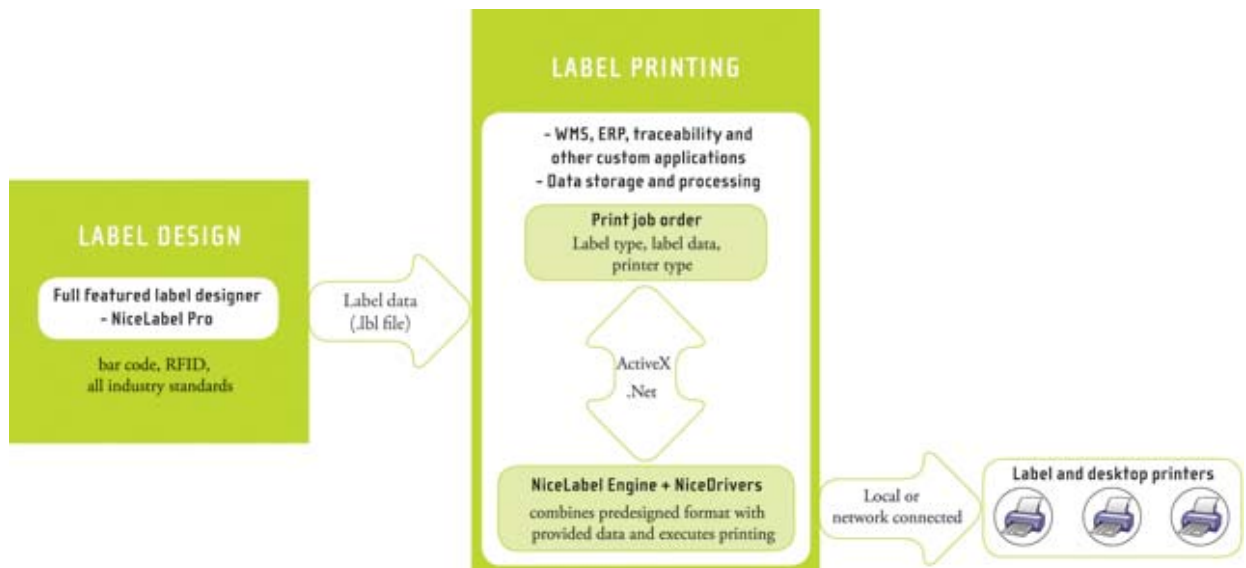 LABEL DESIGN
Full featured label designer
- NiceLabel Pro
bar code, RFID,
all industry standards
Label data
(.lbl file)
LABEL PRINTING
- WMS, ERP, traceability and
other custom applications
- Data storage and processing
Print job order
Label type, label data,
printer type
ActiveX
.Net
NiceLabel Engine + NiceDrivers
combines predesigned format with
provided data and executes printing
Local or
network connected
Label and desktop printers